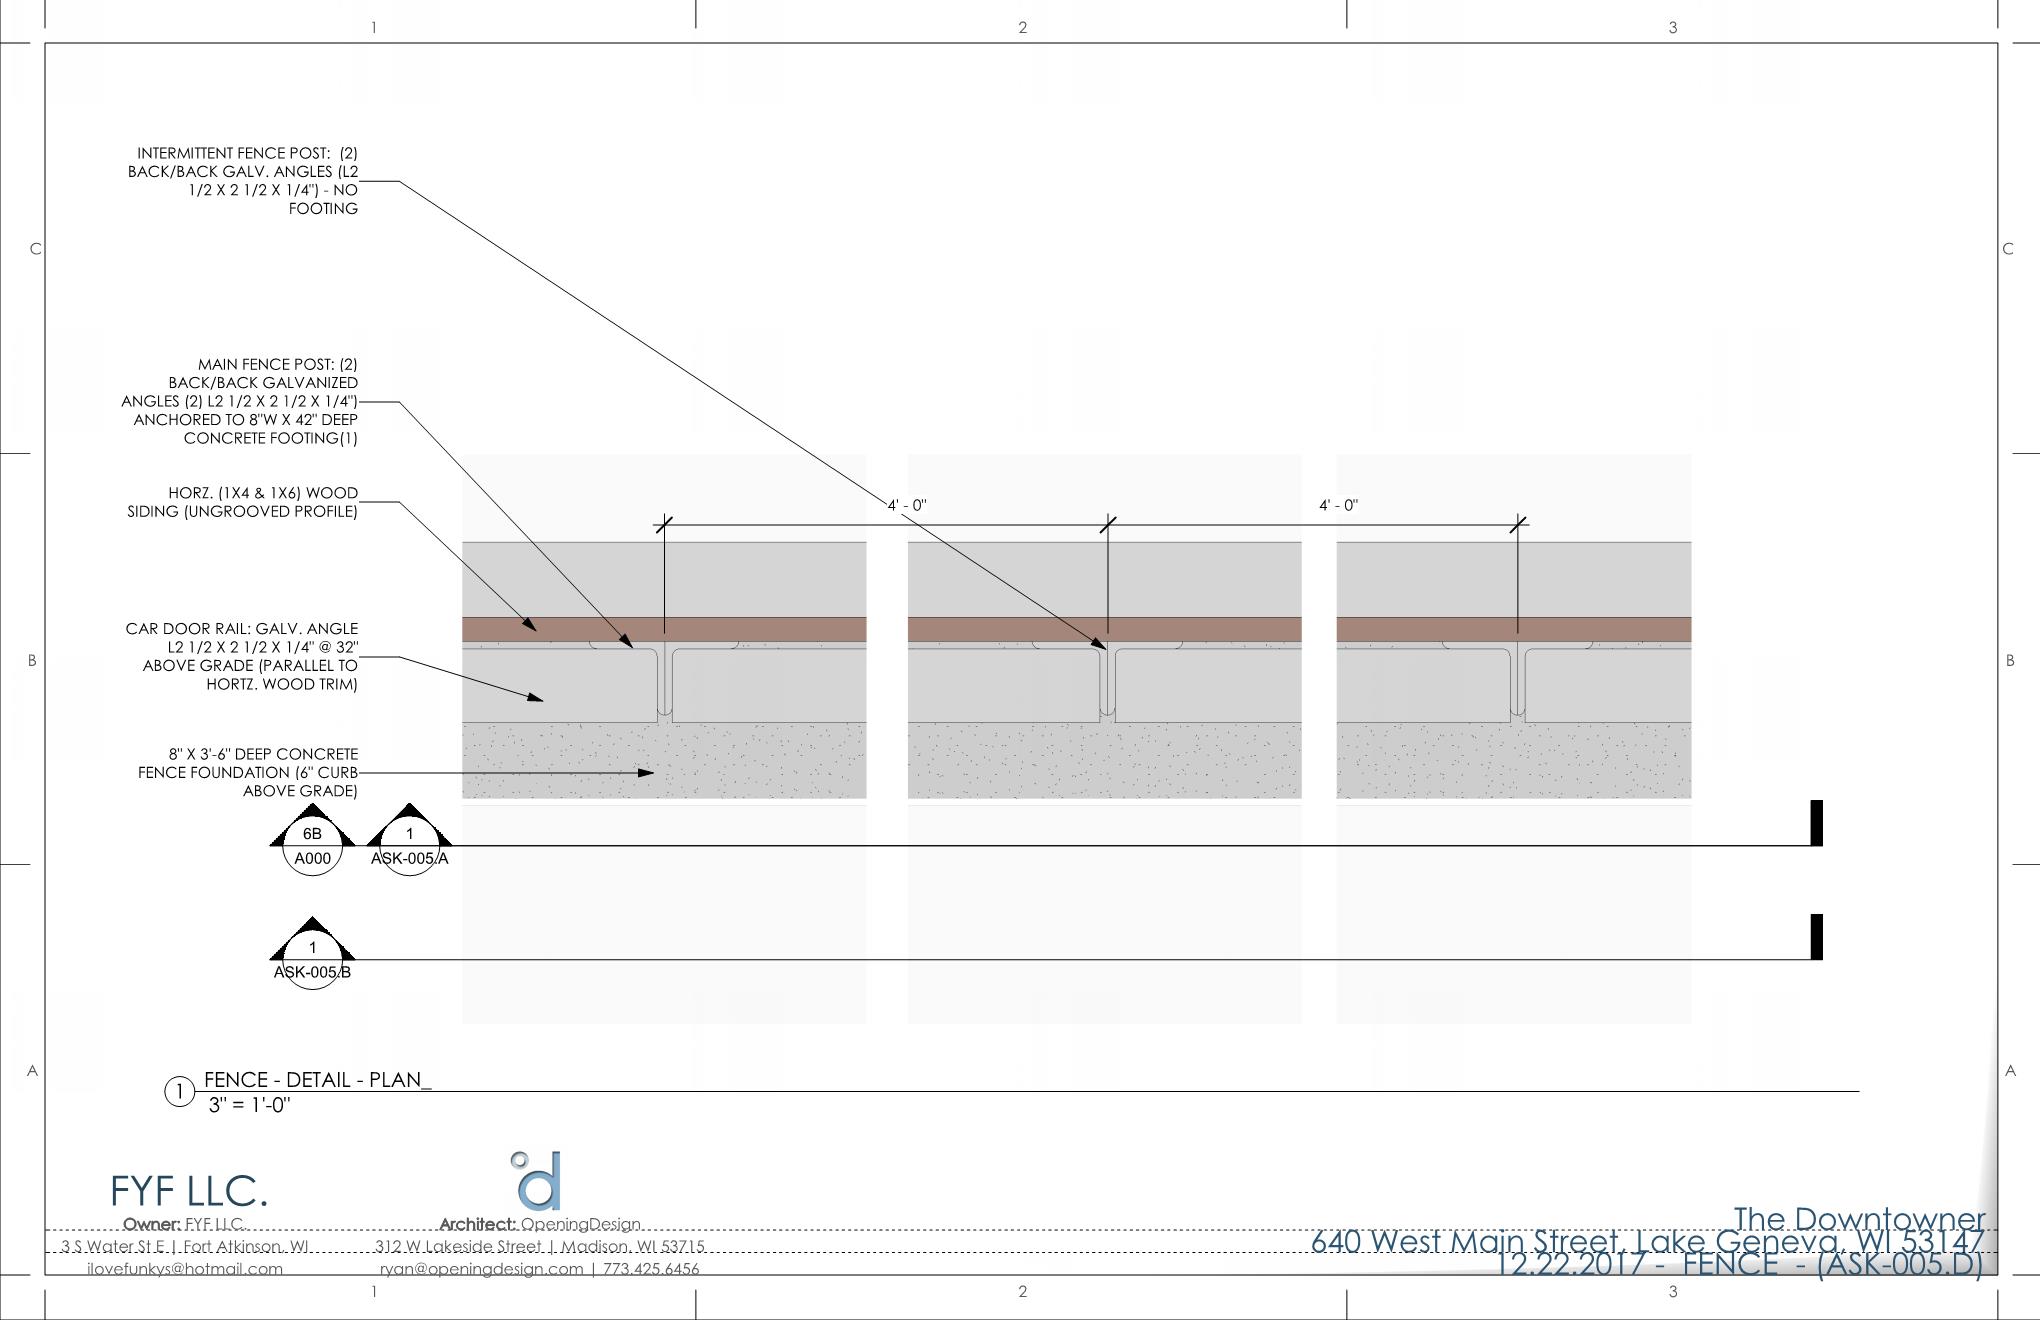 1
2
3
C
C
INTERMITTENT FENCE POST: (2)
BACK/BACK GALV. ANGLES (L2
1/2 X 2 1/2 X 1/4") - NO
FOOTING
MAIN FENCE POST: (2)
BACK/BACK GALVANIZED
ANGLES (2) L2 1/2 X 2 1/2 X 1/4")
ANCHORED TO 8"W X 42" DEEP
CONCRETE FOOTING(1)
HORZ. (1X4 & 1X6) WOOD
SIDING (UNGROOVED PROFILE)
4' - 0"
4' - 0"
B
B
CAR DOOR RAIL: GALV. ANGLE
L2 1/2 X 2 1/2 X 1/4" @ 32"
ABOVE GRADE (PARALLEL TO
HORTZ. WOOD TRIM)
8" X 3'-6" DEEP CONCRETE
FENCE FOUNDATION (6" CURB
ABOVE GRADE)
6B
A000
1
ASK-005.A
1
ASK-005.B
A
A
1
FENCE - DETAIL - PLAN_
3" = 1'-0"
FYF LLC.
Owner: FYF LLC.
3 S Water St E | Fort Atkinson, WI
ilovefunkys@hotmail.com
d
Architect: OpeningDesign
312 W Lakeside Street | Madison, WI 53715
ryan@openingdesign.com | 773.425.6456
The Downtowner
640 West Main Street, Lake Geneva, WI 53147
12.22.2017 - FENCE - (ASK-005.D)
1
2
3